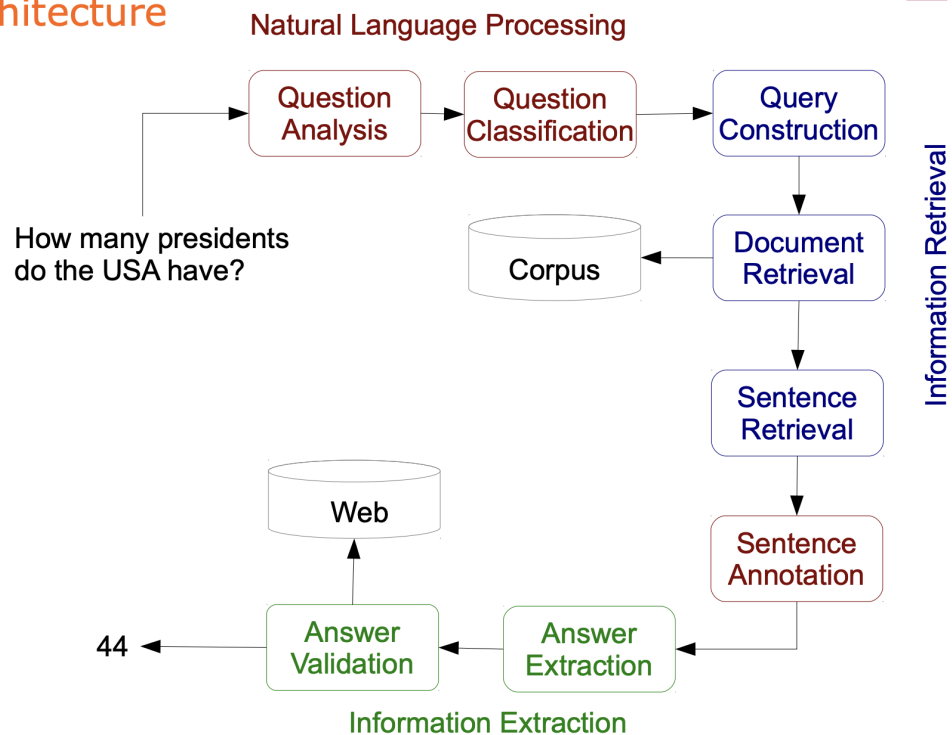 hitecture
Natural Language Processing
Question
Analysis
Question
Classification
Query
Construction
How many presidents
do the USA have?
Corpus
Document
Retrieval
Information Retrieval
Sentence
Retrieval
Web
Sentence
Annotation
44
Answer
Validation
Answer
Extraction
Information Extraction